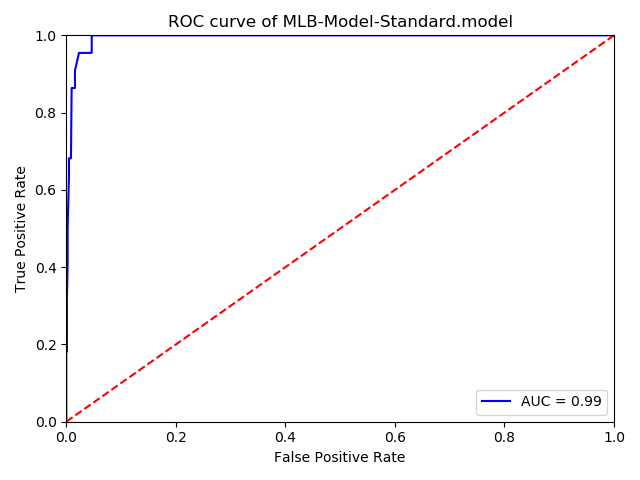 ROC curve of MLB-Model-Standard.model
1.0
0.8
0.6
0.4
0.2
0.0
True Positive Rate
AUC = 0.99
0.0 0.2 0.4 0.6 0.8 1.0
False Positive Rate